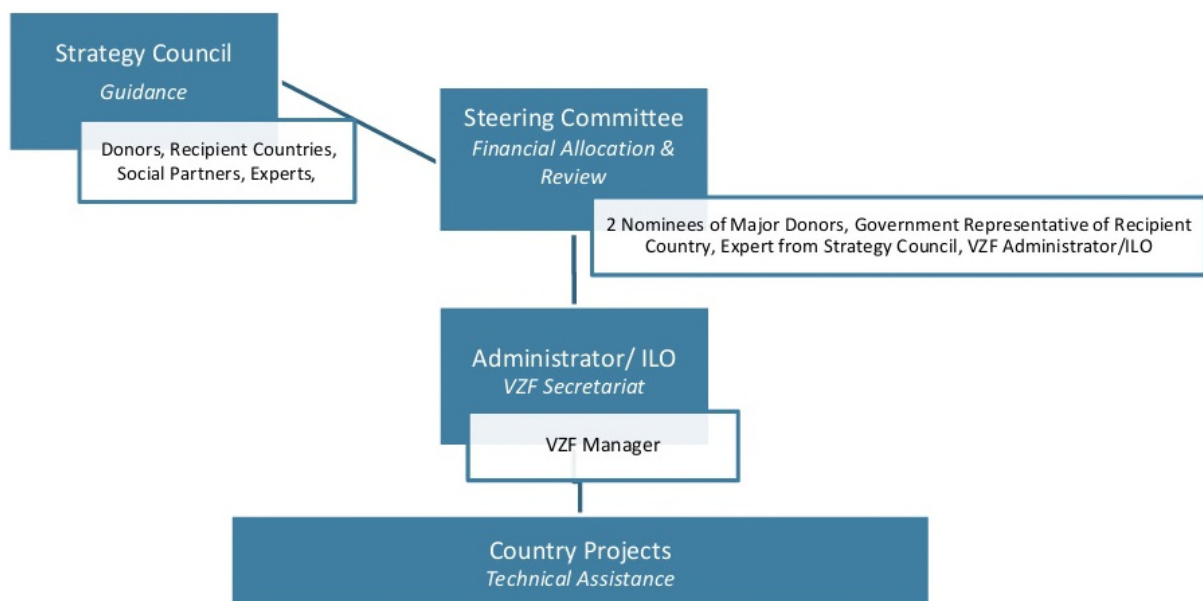 Strategy Council
Guidance
Donors, Recipient Countries,
Social Partners, Experts,
Steering Committee
Financial Allocation &
Review
2 Nominees of Major Donors, Government Representative of Recipient
Country, Expert from Strategy Council, VZF Administrator/ILO
Administrator/ ILO
VZF Secretariat
VZF Manager
Country Projects
Technical Assistance